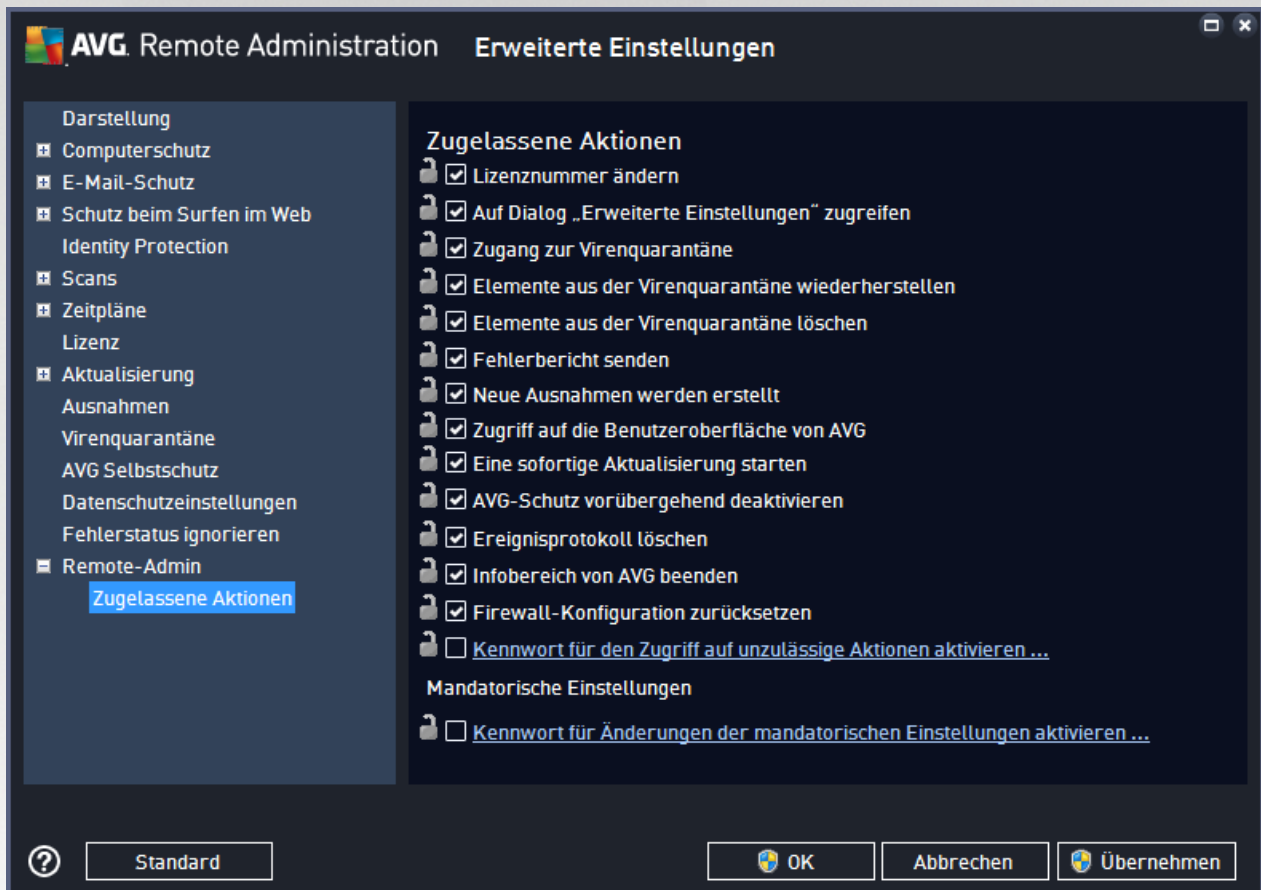 AVG. Remote Administration Erweiterte Einstellungen
Darstellung
Computerschutz
E-Mail-Schutz
Schutz beim Surfen im Web
Identity Protection
Scans
Zeitpläne
Lizenz
Aktualisierung
Ausnahmen
Virenquarantäne
AVG Selbstschutz
Datenschutzeinstellungen
Fehlerstatus ignorieren
Remote-Admin
Zugelassene Aktionen
Zugelassene Aktionen
Lizenznummer ändern
Auf Dialog „Erweiterte Einstellungen“ zugreifen
Zugang zur Virenquarantäne
Elemente aus der Virenquarantäne wiederherstellen
Elemente aus der Virenquarantäne löschen
Fehlerbericht senden
Neue Ausnahmen werden erstellt
Zugriff auf die Benutzeroberfläche von AVG
Eine sofortige Aktualisierung starten
AVG-Schutz vorübergehend deaktivieren
Ereignisprotokoll löschen
Infobereich von AVG beenden
Firewall-Konfiguration zurücksetzen
Kennwort für den Zugriff auf unzulässige Aktionen aktivieren ...
Mandatorische Einstellungen
Kennwort für Änderungen der mandatorischen Einstellungen aktivieren ...
Standard
OK
Abbrechen
Übernehmen